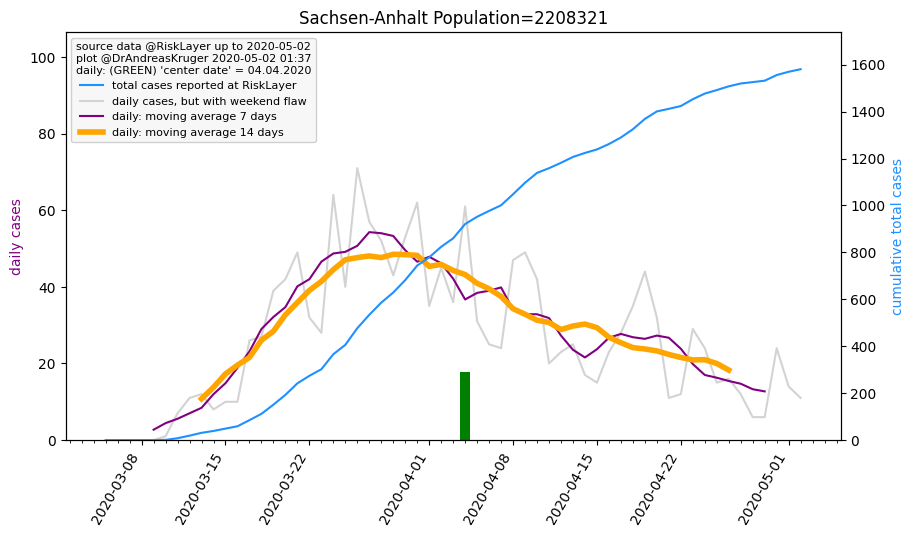 Sachsen-Anhalt Population=2208321
source data @RiskLayer up to 2020-05-02
plot @DrAndreasKruger 2020-05-02 01:37
daily: (GREEN) 'center date' = 04.04.2020
total cases reported at RiskLayer
daily cases, but with weekend flaw
daily: moving average 7 days
daily: moving average 14 days
daily cases
100
80
60
40
20
0
1600
1400
1200
1000
800
600
400
200
0
cumulative total cases
2020-03-08
2020-03-15
2020-03-22
2020-04-01
2020-04-08
2020-04-15
2020-04-22
2020-05-01